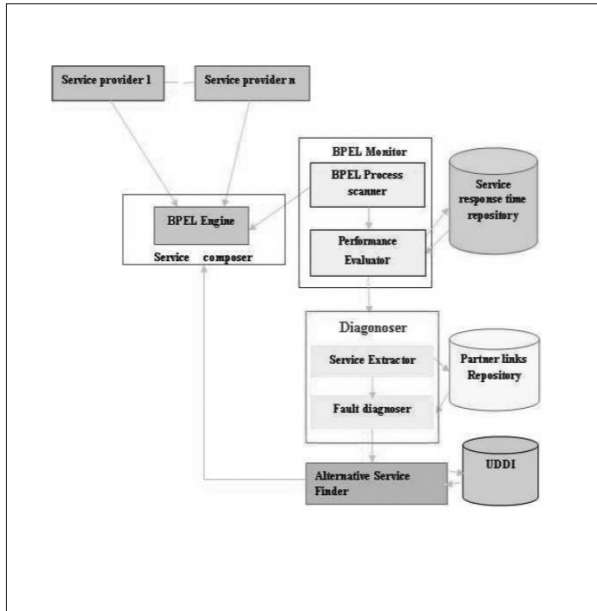 Service provider 1
Service provider n
BPEL Monitor
BPEL Process
scanner
Service
response time
repository
BPEL Engine
Service composer
Performance
Evaluator
Diagonoser
Service Extractor
Partner links
Repository
Fault diagnoser
Alternative Service
Finder
UDDI